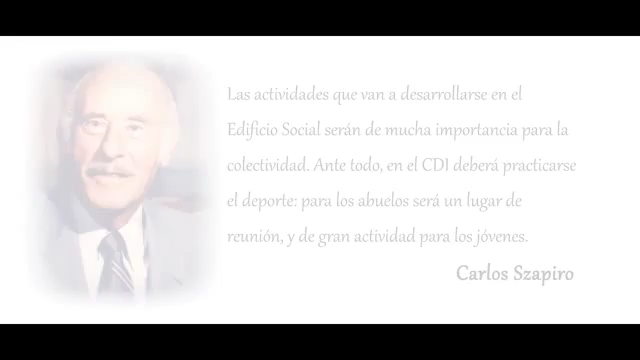 Las actividades que van a desarrollarse en el
Edificio Social serán de mucha importancia para la
colectividad. Ante todo, en el CDI deberá practicarse
el deporte: para los abuelos será un lugar de
reunión, y de gran actividad para los jóvenes.
Carlos Szapiro